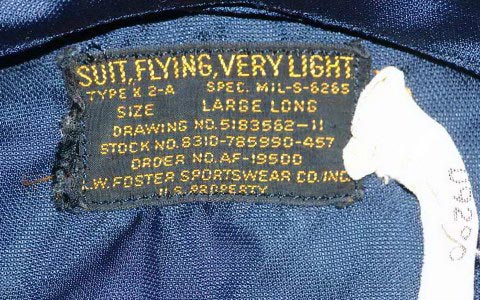 SUIT, FLYING, VERY LIGHT
TYPE K 2-A SPEC. MIL-S-6265
SIZE LARGE LONG
DRAWING NO. 5183562-11
STOCK NO. 8310-785990-457
ORDER NO. AF-19500
L.W. FOSTER SPORTSWEAR CO. INC
U.S. PROPERTY